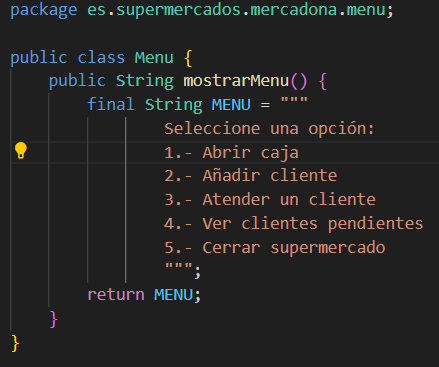 package es.supermercados.mercadona.menu;

public class Menu {
    public String mostrarMenu() {
        final String MENU = """
                Seleccione una opción:
                1.- Abrir caja
                2.- Añadir cliente
                3.- Atender un cliente
                4.- Ver clientes pendientes
                5.- Cerrar supermercado
                """;
        return MENU;
    }
}